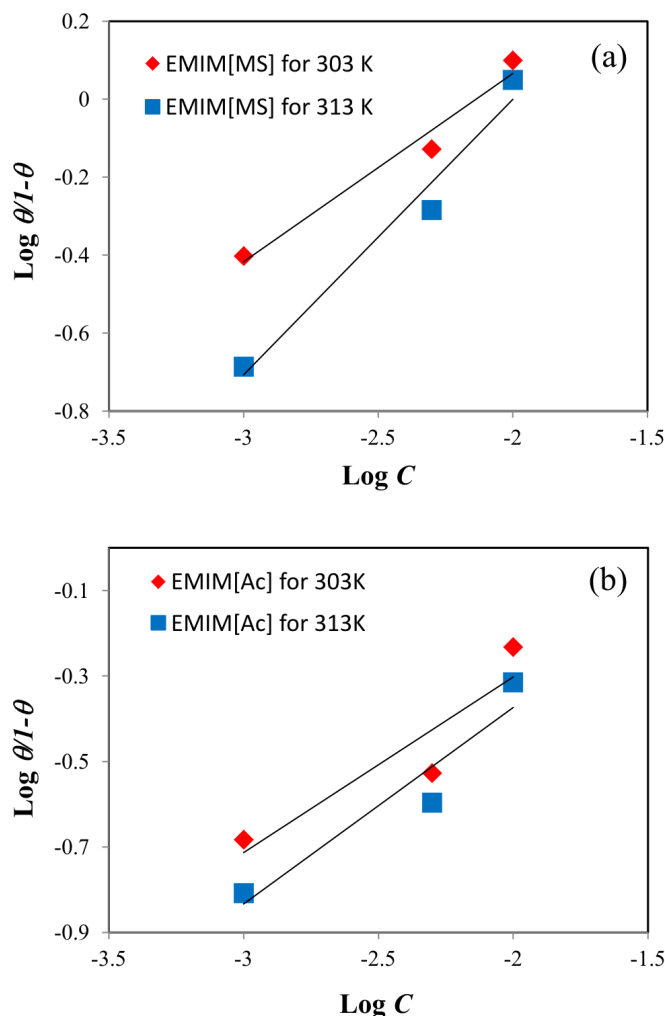 0.2
(a)
EMIM[MS] for 303 K
EMIM[MS] for 313 K
0
-0.2
-0.4
-0.6
-0.8
Log θ/1-θ
-3.5 -3 -2.5 -2 -1.5
Log C
(b)
EMIM[Ac] for 303K
EMIM[Ac] for 313K
-0.1
-0.3
-0.5
-0.7
-0.9
Log θ/1-θ
-3.5 -3 -2.5 -2 -1.5
Log C